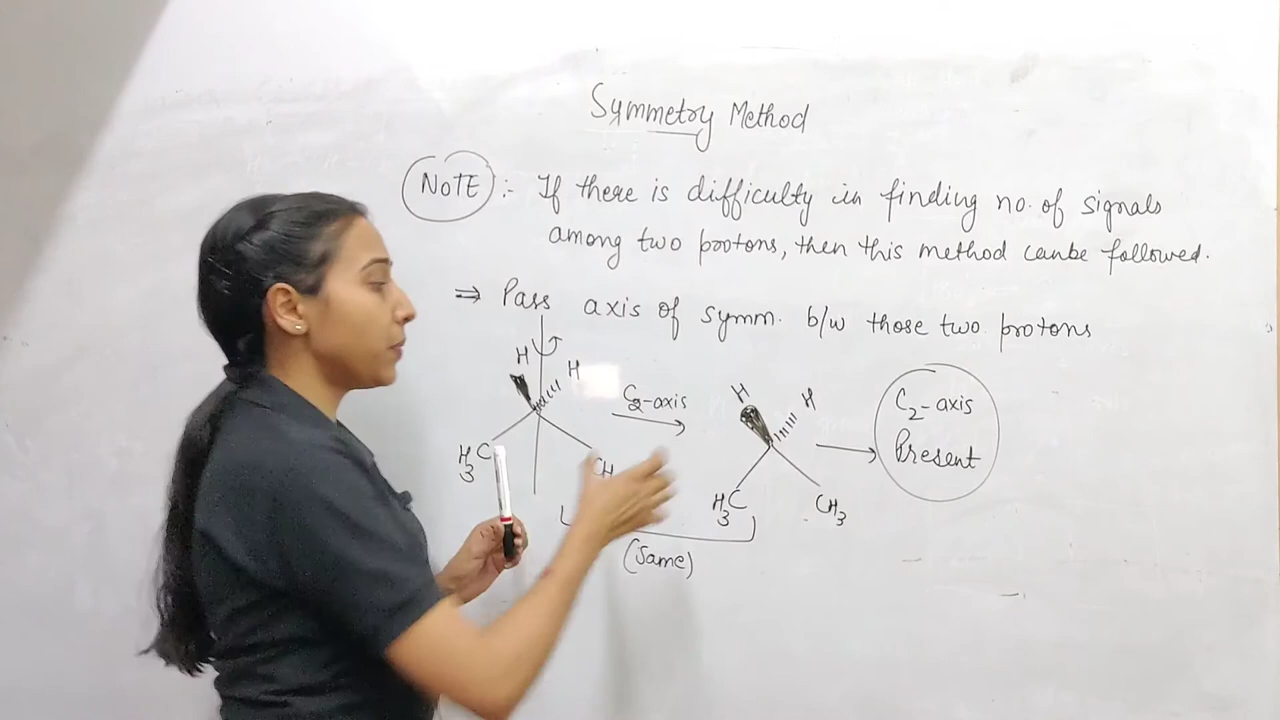 Symmetry Method
NOTE :- If there is difficulty in finding no. of signals
among two protons, then this method canbe followed.
⇒ Pass axis of symm. b/w those two protons
H H
H3C CH
C2-axis
H H
H3C CH3
(Same)
C2-axis
Present